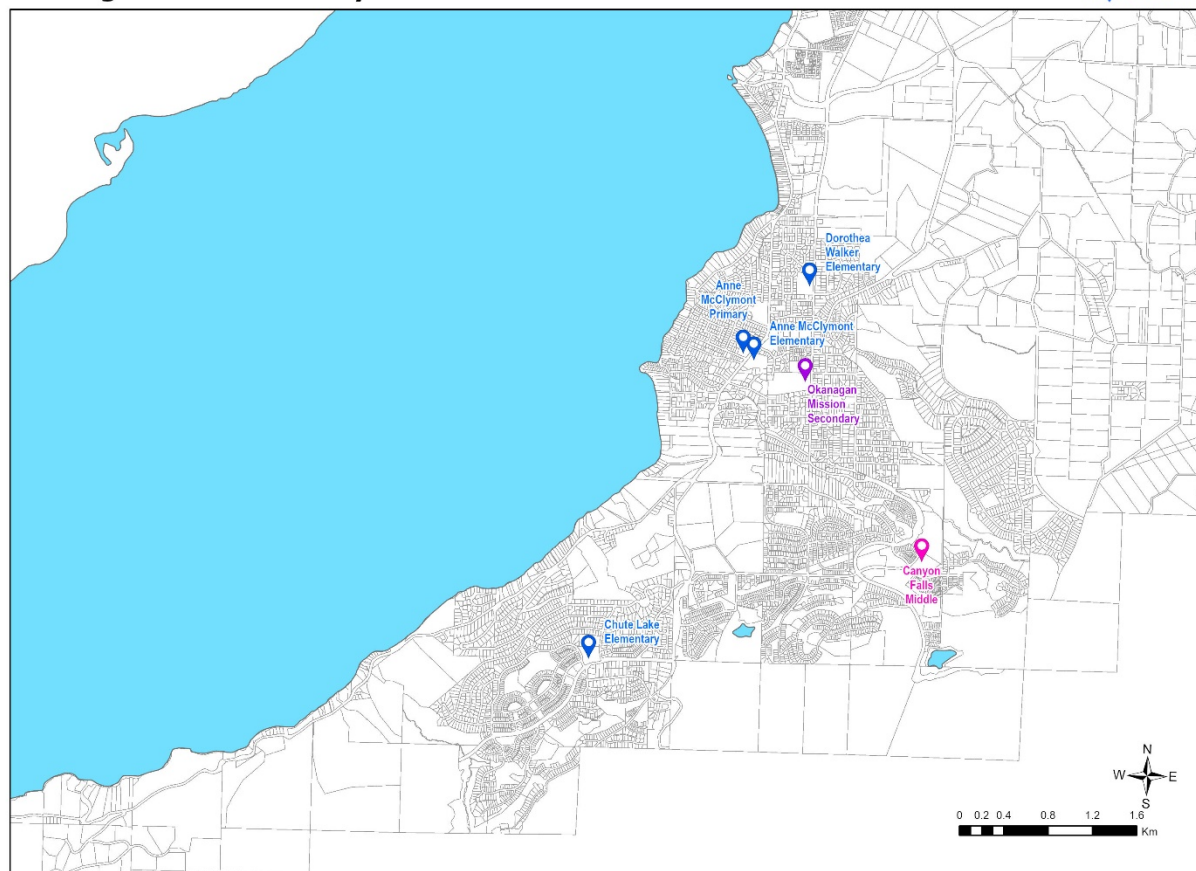 Dorothea
Walker
Elementary
Anne
McClymont
Primary
Anne McClymont
Elementary
Okanagan
Mission
Secondary
Canyon
Falls
Middle
Chute Lake
Elementary
N
W E
S
0 0.2 0.4 0.8 1.2 1.6
Km